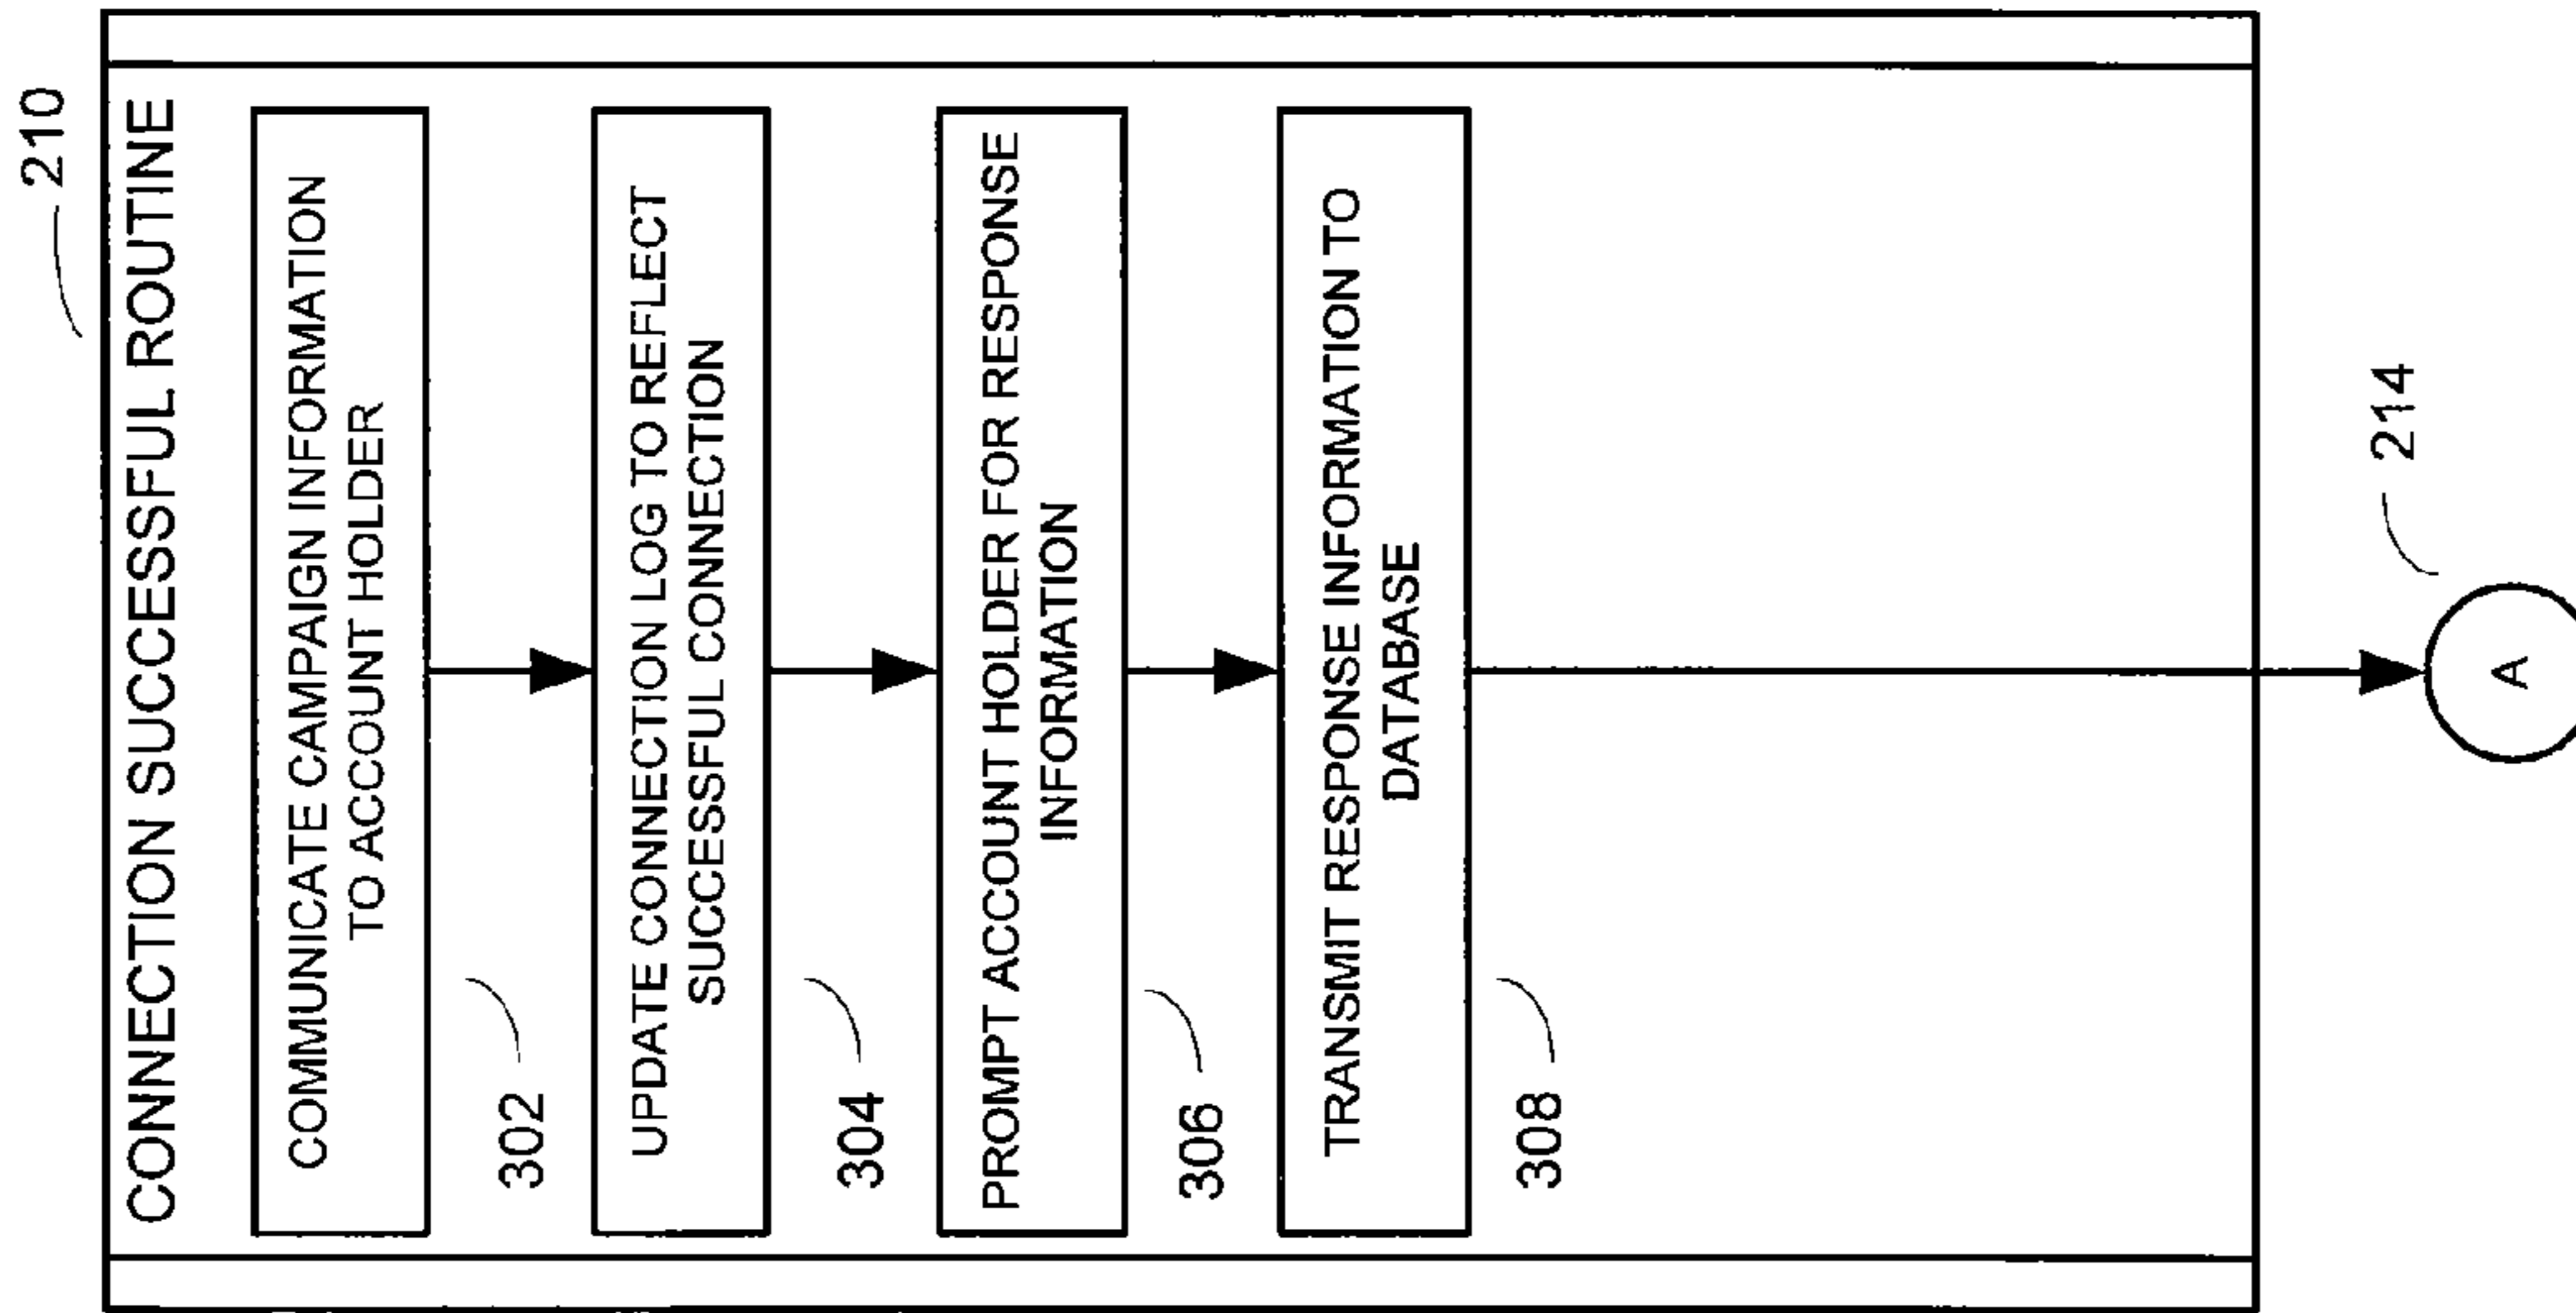 210
CONNECTION SUCCESSFUL ROUTINE
COMMUNICATE CAMPAIGN INFORMATION
TO ACCOUNT HOLDER
302
UPDATE CONNECTION LOG TO REFLECT
SUCCESSFUL CONNECTION
304
PROMPT ACCOUNT HOLDER FOR RESPONSE
INFORMATION
306
TRANSMIT RESPONSE INFORMATION TO
DATABASE
308
214
A